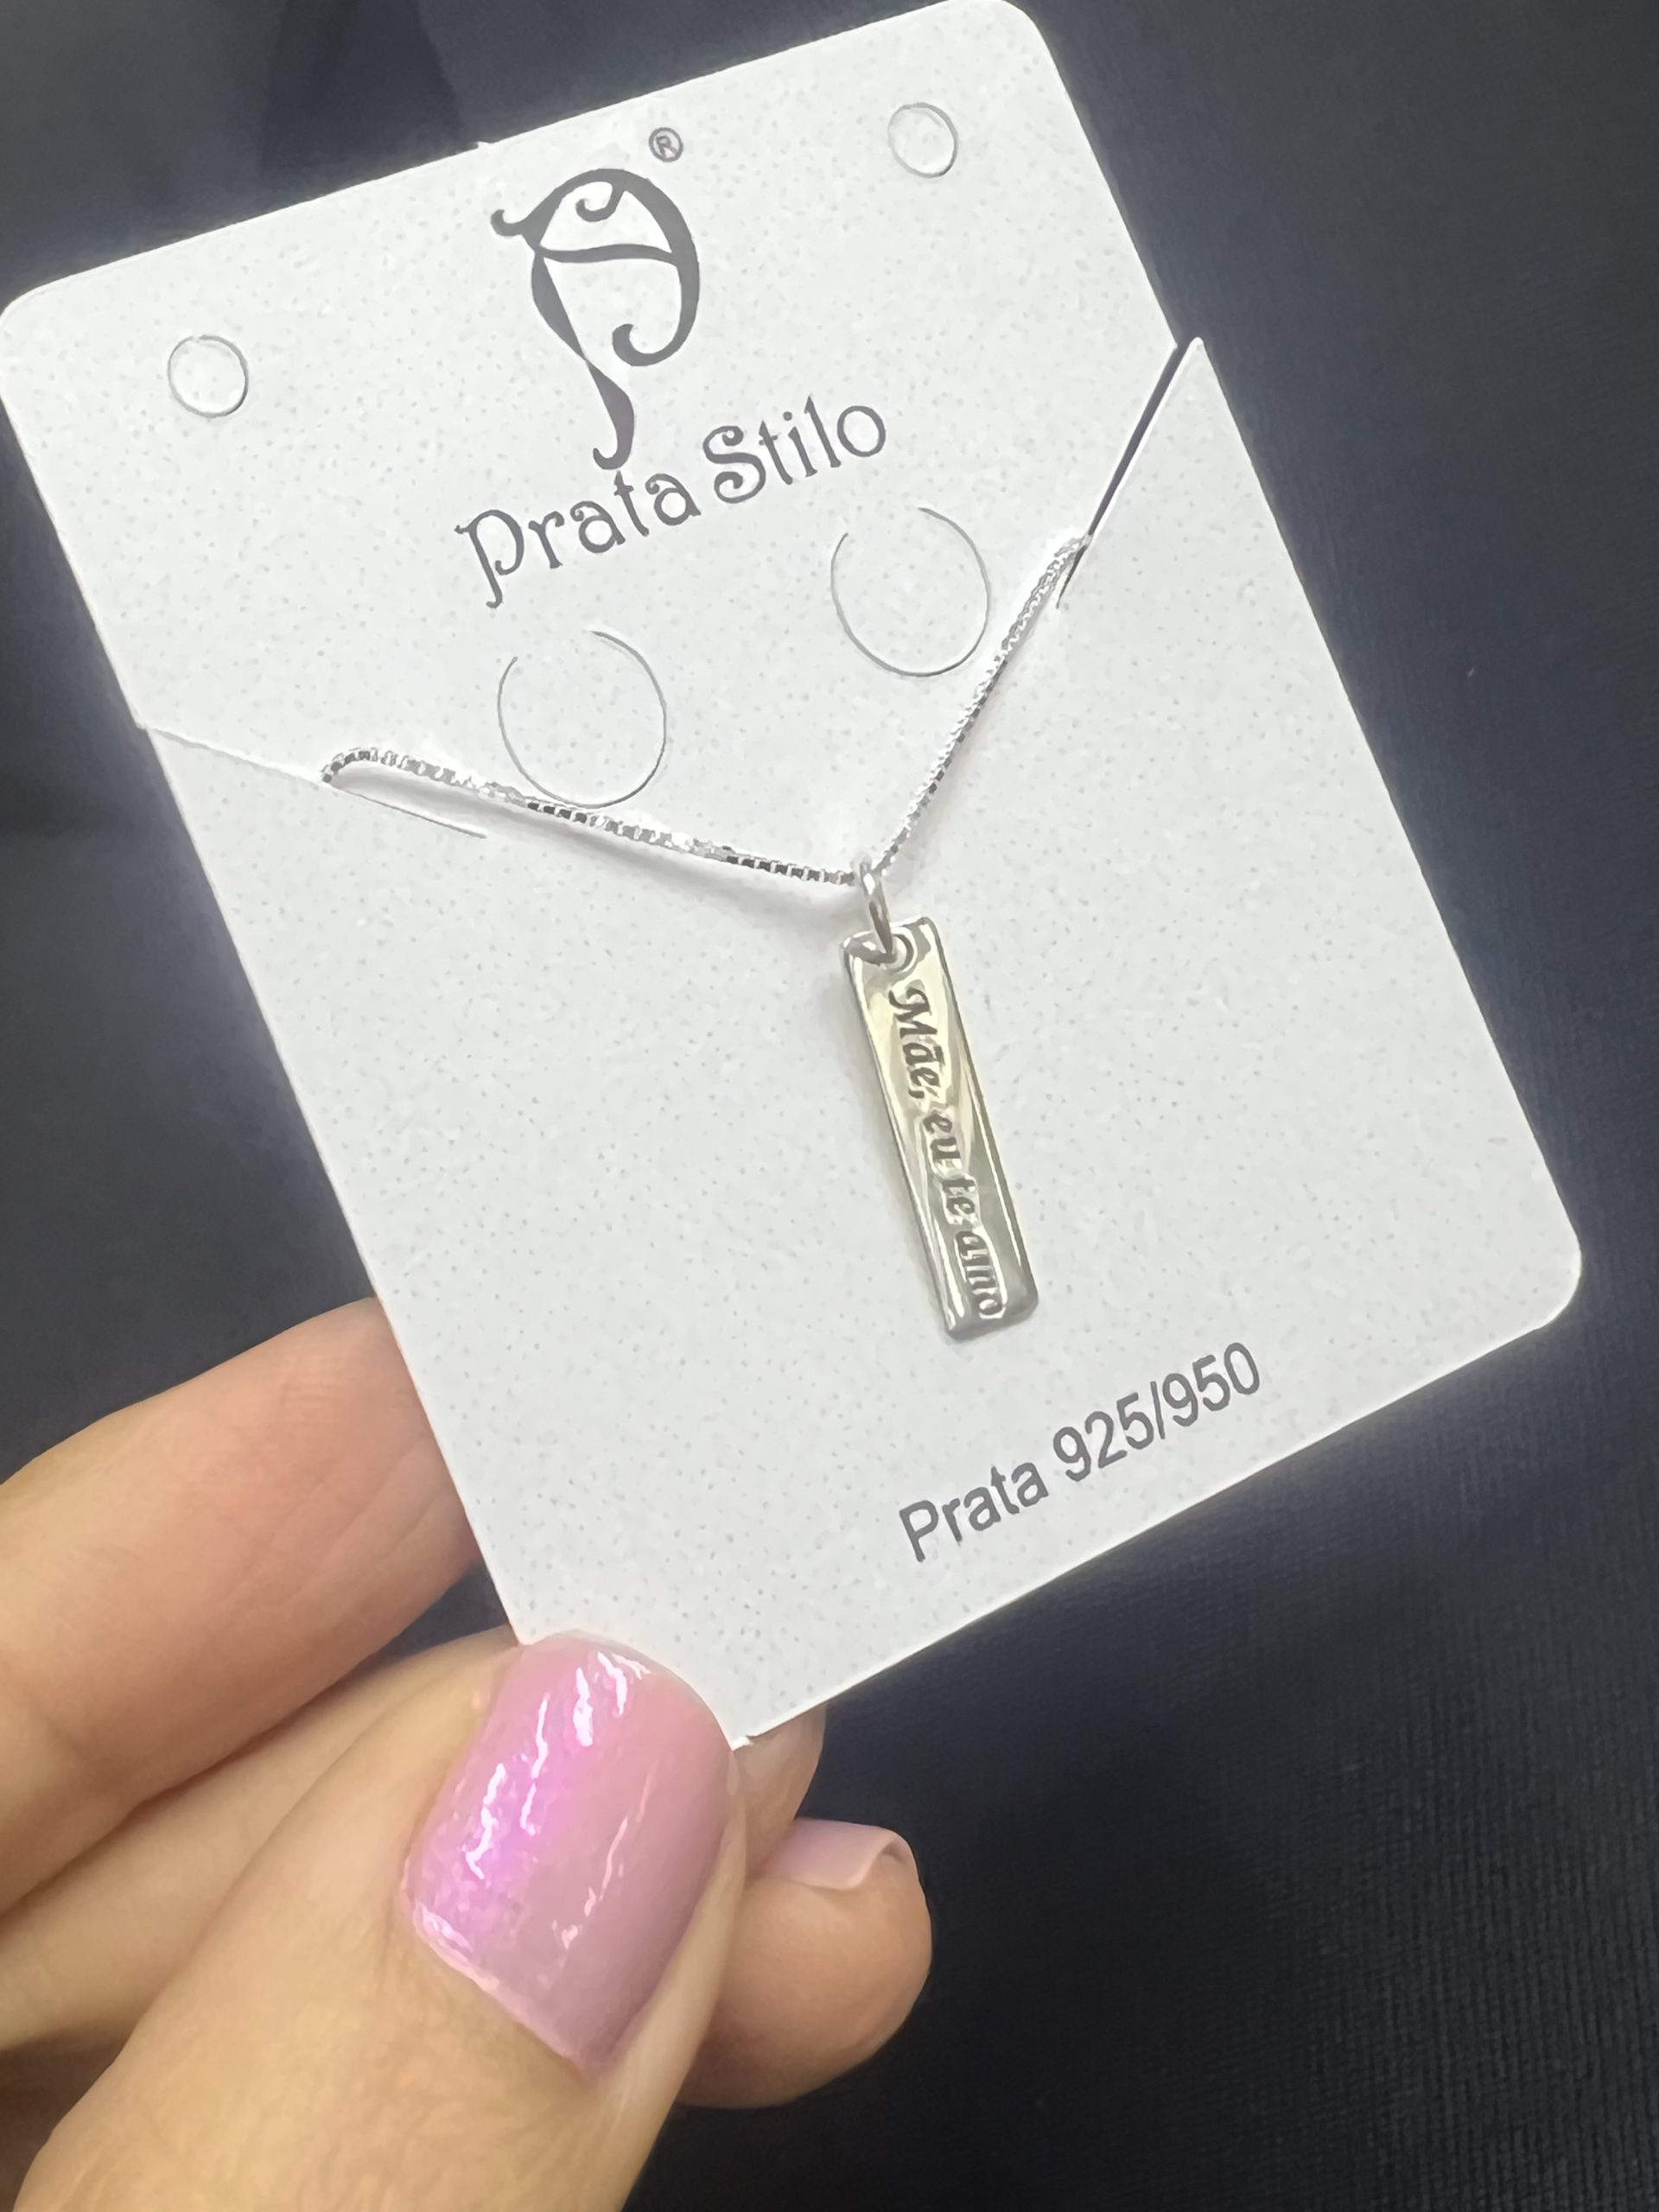 ®
Prata Stilo
Mãe, eu te amo
Prata 925/950